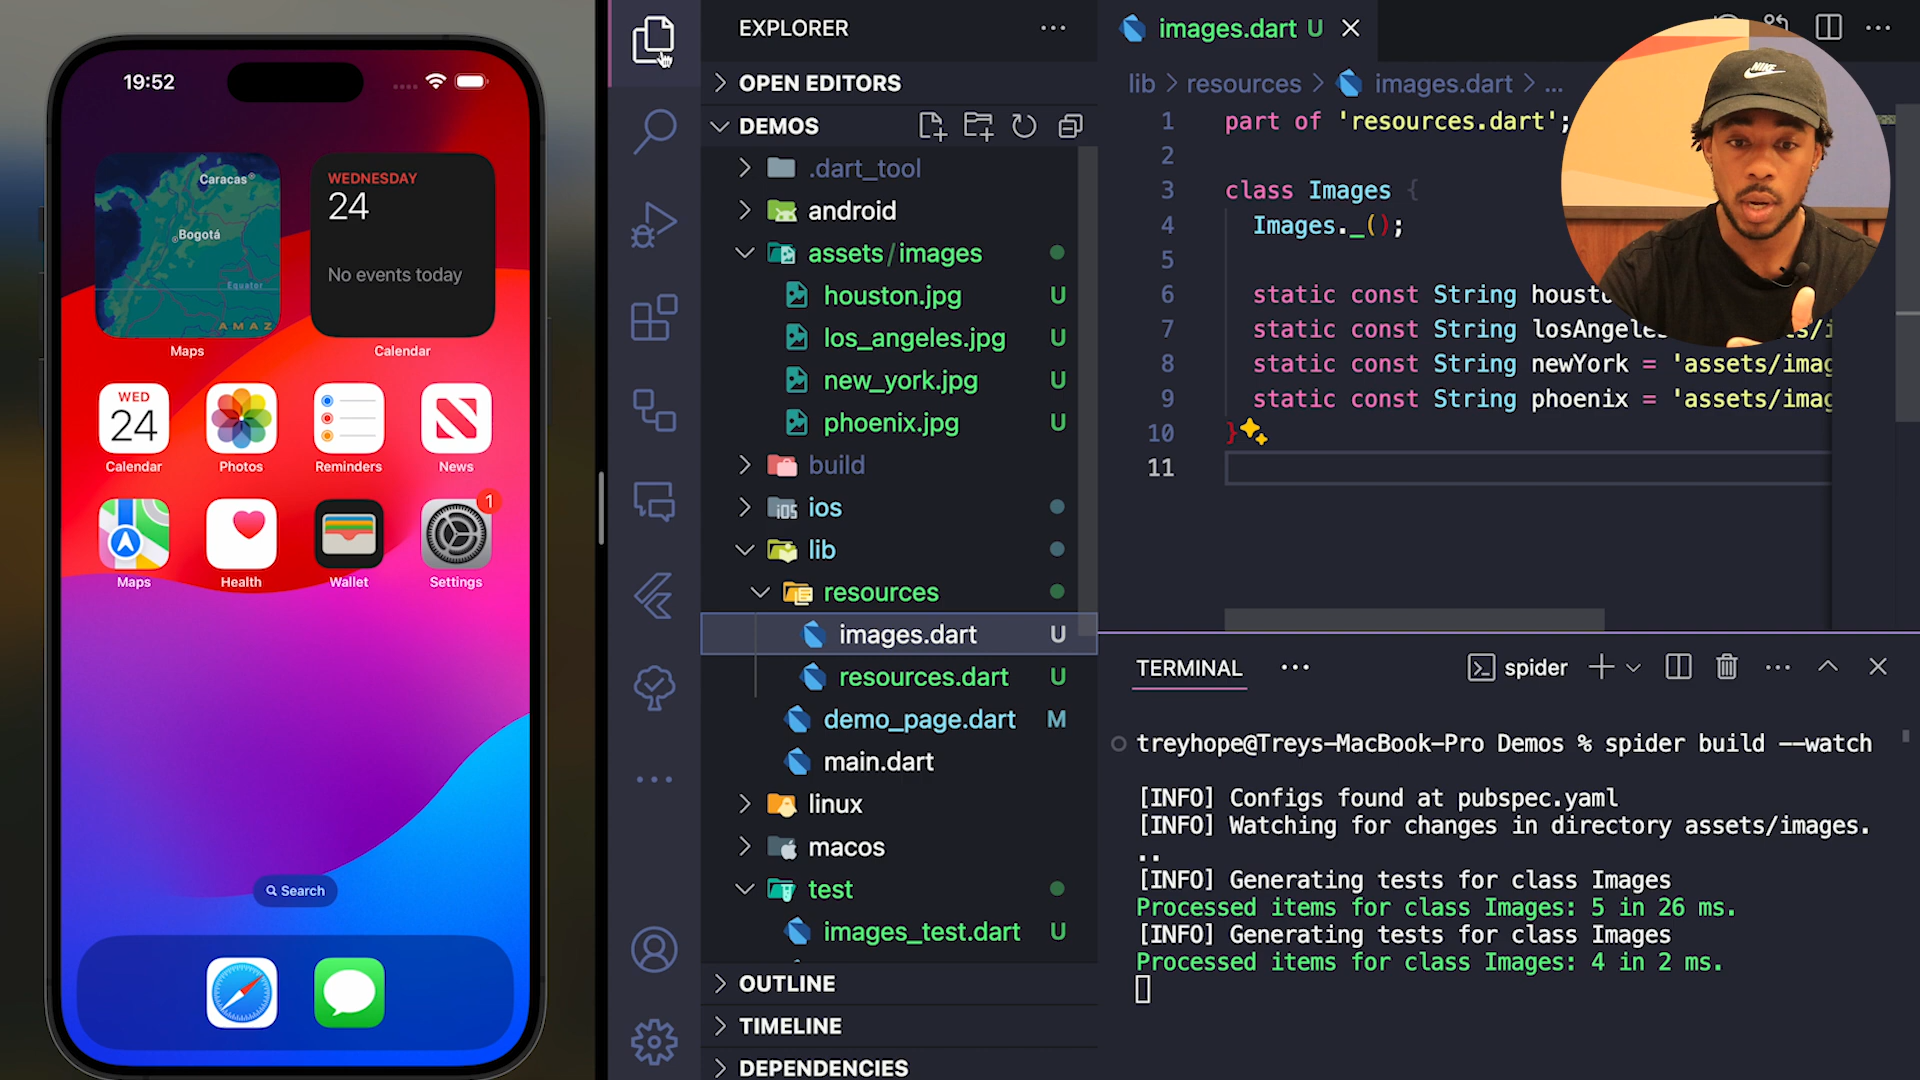 19:52
Caracas
Bogotá
Equator
AMAZ
Maps
WEDNESDAY
24
No events today
Calendar
WED
24
Calendar
Photos
Reminders
News
Maps
Health
Wallet
1
Settings
Search
EXPLORER
OPEN EDITORS
DEMOS
.dart_tool
android
assets/images
houston.jpg U
los_angeles.jpg U
new_york.jpg U
phoenix.jpg U
build
ios
lib
resources
images.dart U
resources.dart U
demo_page.dart M
main.dart
linux
macos
test
images_test.dart U
OUTLINE
TIMELINE
DEPENDENCIES
images.dart U
lib > resources > images.dart > ...
1 part of 'resources.dart';
2
3 class Images {
4 Images._();
5
6 static const String housto
7 static const String losAngeles ts/i
8 static const String newYork = 'assets/imag
9 static const String phoenix = 'assets/imag
10 }
11
NIKE
TERMINAL
spider
treyhope@Treys-MacBook-Pro Demos % spider build --watch
[INFO] Configs found at pubspec.yaml
[INFO] Watching for changes in directory assets/images.
..
[INFO] Generating tests for class Images
Processed items for class Images: 5 in 26 ms.
[INFO] Generating tests for class Images
Processed items for class Images: 4 in 2 ms.